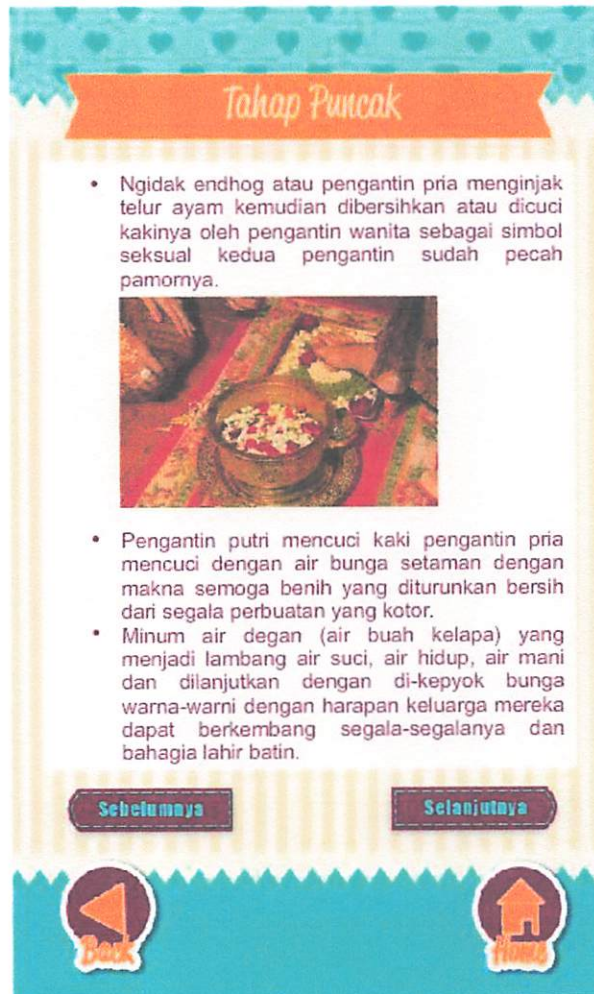 Tahap Puncak
• Ngidak endhog atau pengantin pria menginjak
telur ayam kemudian dibersihkan atau dicuci
kakinya oleh pengantin wanita sebagai simbol
seksual kedua pengantin sudah pecah
pamornya.
• Pengantin putri mencuci kaki pengantin pria
mencuci dengan air bunga setaman dengan
makna semoga benih yang diturunkan bersih
dari segala perbuatan yang kotor.
• Minum air degan (air buah kelapa) yang
menjadi lambang air suci, air hidup, air mani
dan dilanjutkan dengan di-kepyok bunga
warna-warni dengan harapan keluarga mereka
dapat berkembang segala-segalanya dan
bahagia lahir batin.
Sebelumnya
Selanjutnya
Back
Home